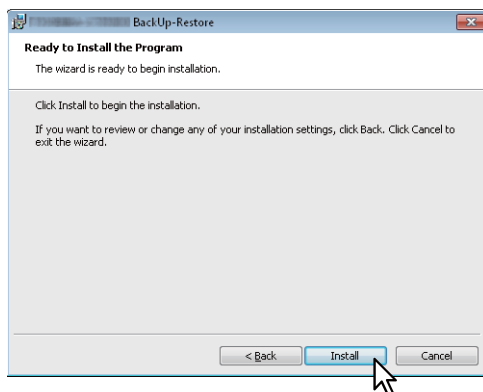 BackUp-Restore
Ready to Install the Program
The wizard is ready to begin installation.
Click Install to begin the installation.
If you want to review or change any of your installation settings, click Back. Click Cancel to
exit the wizard.
< Back Install Cancel